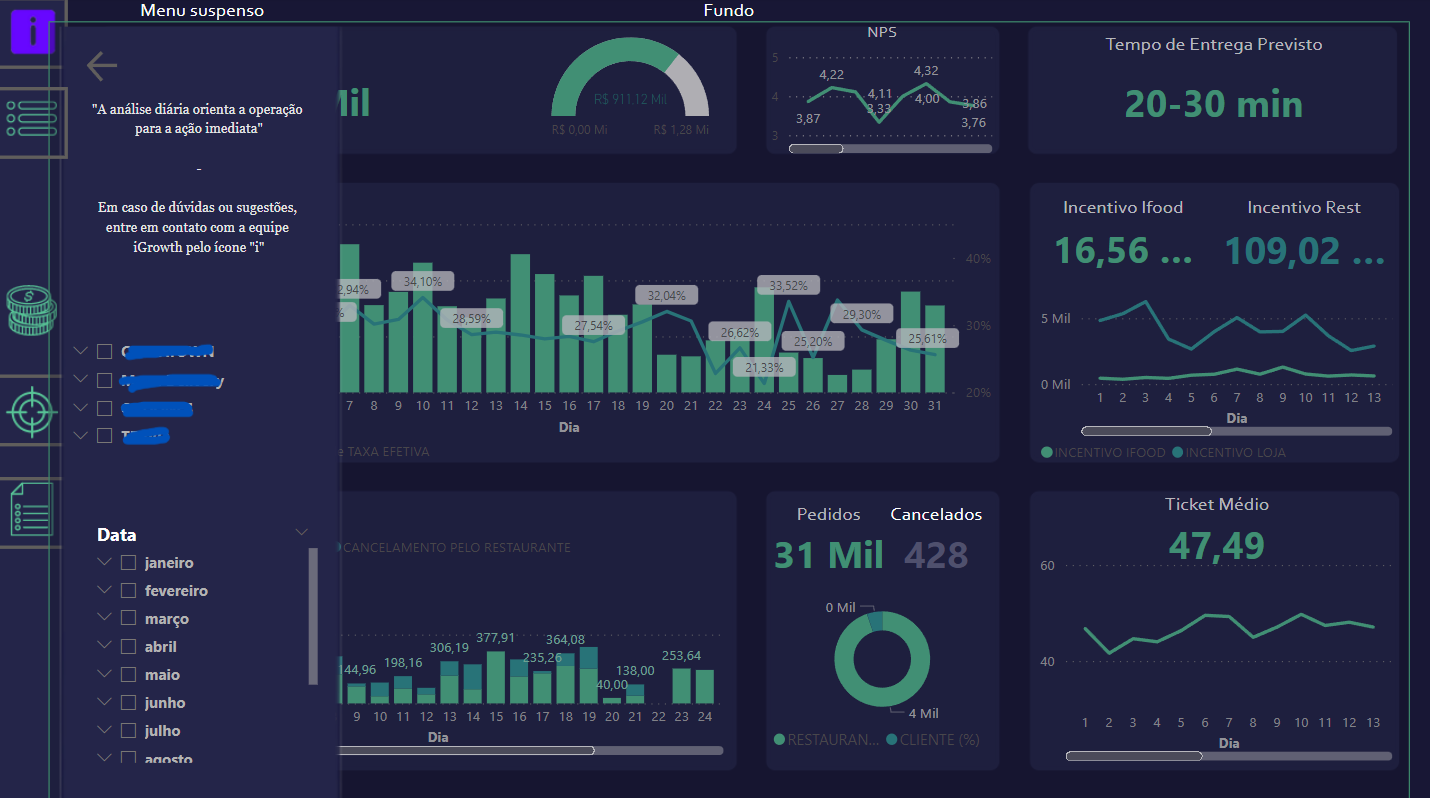 Menu suspenso
Fundo
i
"A análise diária orienta a operação
para a ação imediata"
-
Em caso de dúvidas ou sugestões,
entre em contato com a equipe
iGrowth pelo ícone "i"
Data
janeiro
fevereiro
março
abril
maio
junho
julho
agosto
R$ 911,12 Mil
R$ 0,00 Mi
R$ 1,28 Mi
NPS
5
4
3
3,87
4,22
4,11
3,33
4,00
4,32
3,86
3,76
Tempo de Entrega Previsto
20-30 min
34,10%
28,59%
27,54%
32,04%
26,62%
21,33%
33,52%
25,20%
29,30%
25,61%
40%
30%
20%
7 8 9 10 11 12 13 14 15 16 17 18 19 20 21 22 23 24 25 26 27 28 29 30 31
Dia
TAXA EFETIVA
Incentivo Ifood
16,56 ...
Incentivo Rest
109,02 ...
5 Mil
0 Mil
1 2 3 4 5 6 7 8 9 10 11 12 13
Dia
INCENTIVO IFOOD
INCENTIVO LOJA
CANCELAMENTO PELO RESTAURANTE
144,96
198,16
306,19
377,91
235,26
364,08
40,00
138,00
253,64
9 10 11 12 13 14 15 16 17 18 19 20 21 22 23 24
Dia
Pedidos
31 Mil
Cancelados
428
0 Mil
4 Mil
RESTAURAN...
CLIENTE (%)
Ticket Médio
47,49
60
40
1 2 3 4 5 6 7 8 9 10 11 12 13
Dia